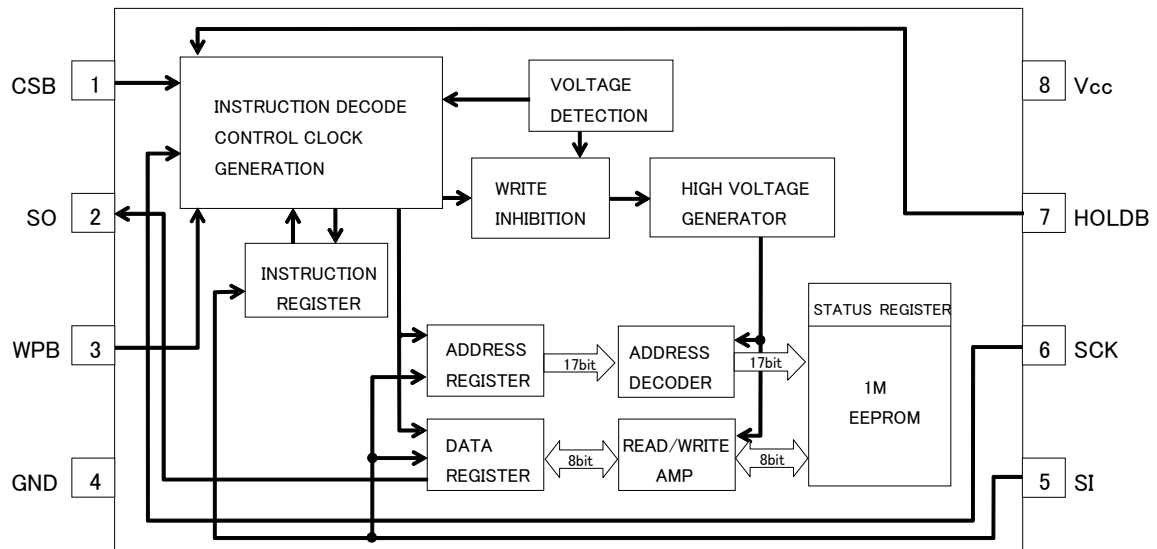 CSB 1
SO 2
WPB 3
GND 4
INSTRUCTION DECODE
CONTROL CLOCK
GENERATION
VOLTAGE
DETECTION
WRITE
INHIBITION
HIGH VOLTAGE
GENERATOR
INSTRUCTION
REGISTER
ADDRESS
REGISTER
17bit
ADDRESS
DECODER
17bit
STATUS REGISTER
1M
EEPROM
DATA
REGISTER
8bit
READ/WRITE
AMP
8bit
8 Vcc
7 HOLDB
6 SCK
5 SI